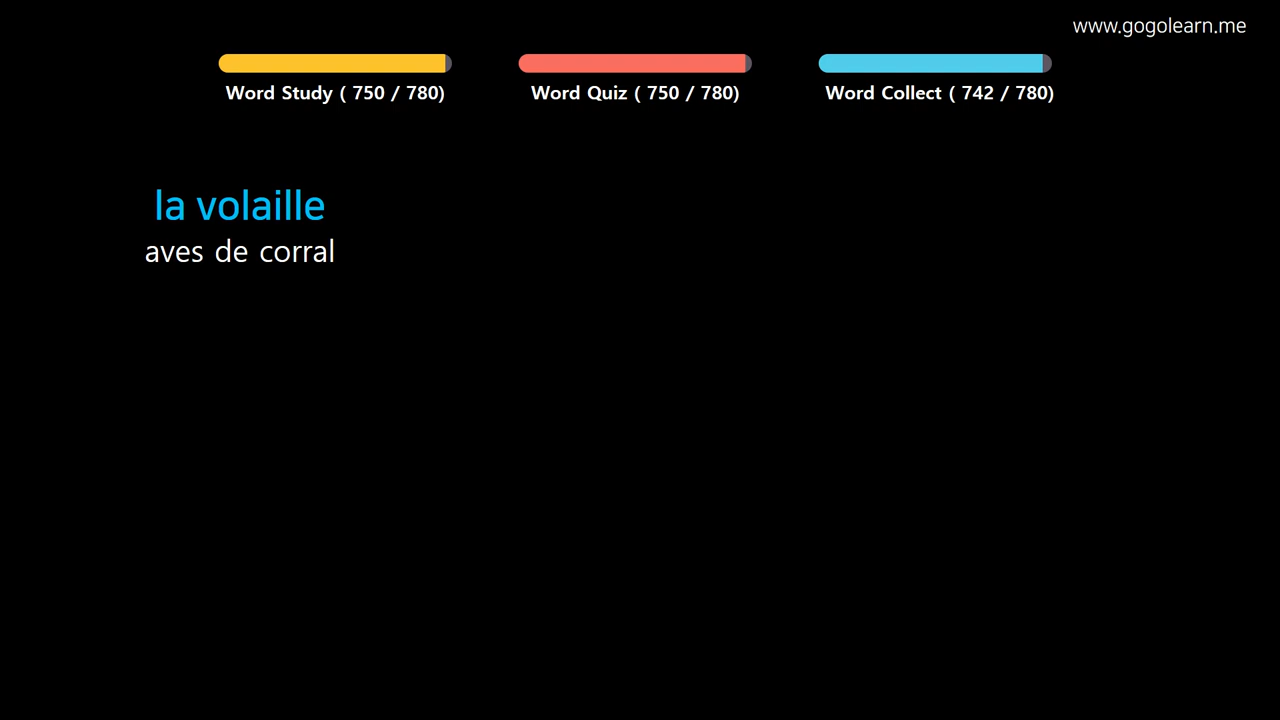 www.gogolearn.me
Word Study ( 750 / 780)
Word Quiz ( 750 / 780)
Word Collect ( 742 / 780)
la volaille
aves de corral